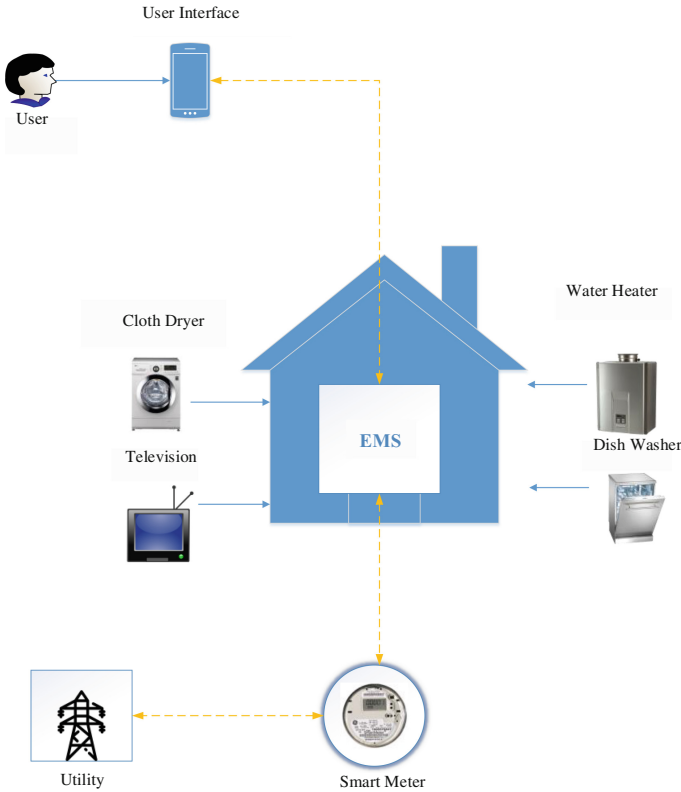 User Interface
User
Water Heater
Cloth Dryer
EMS
Dish Washer
Television
Utility
Smart Meter